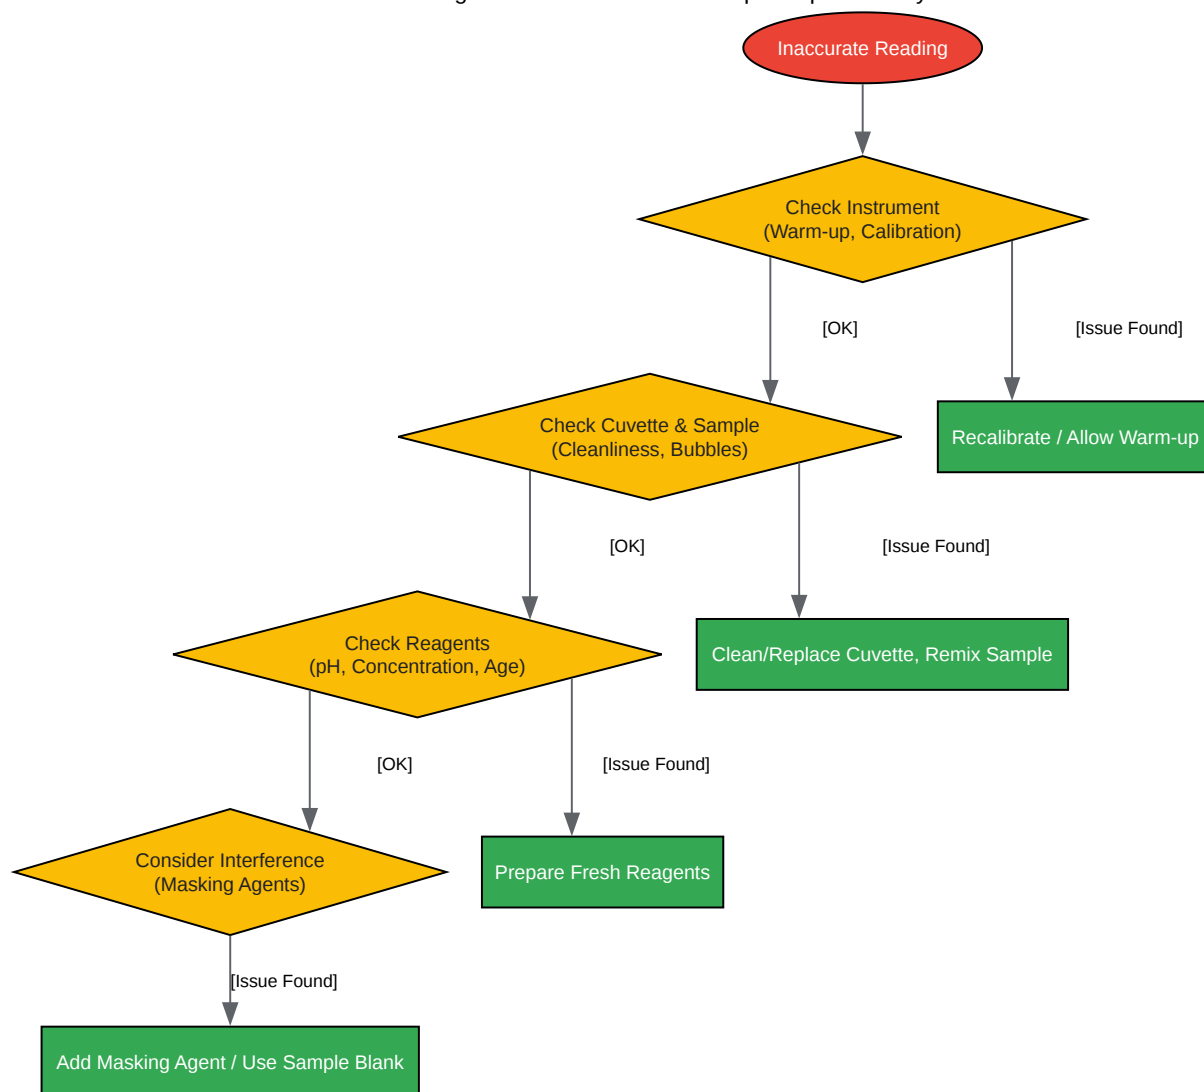 Inaccurate Reading
Check Instrument
(Warm-up, Calibration)
[OK]
[Issue Found]
Check Cuvette & Sample
(Cleanliness, Bubbles)
Recalibrate / Allow Warm-up
[OK]
[Issue Found]
Check Reagents
(pH, Concentration, Age)
Clean/Replace Cuvette, Remix Sample
[OK]
[Issue Found]
Consider Interference
(Masking Agents)
Prepare Fresh Reagents
[Issue Found]
Add Masking Agent / Use Sample Blank